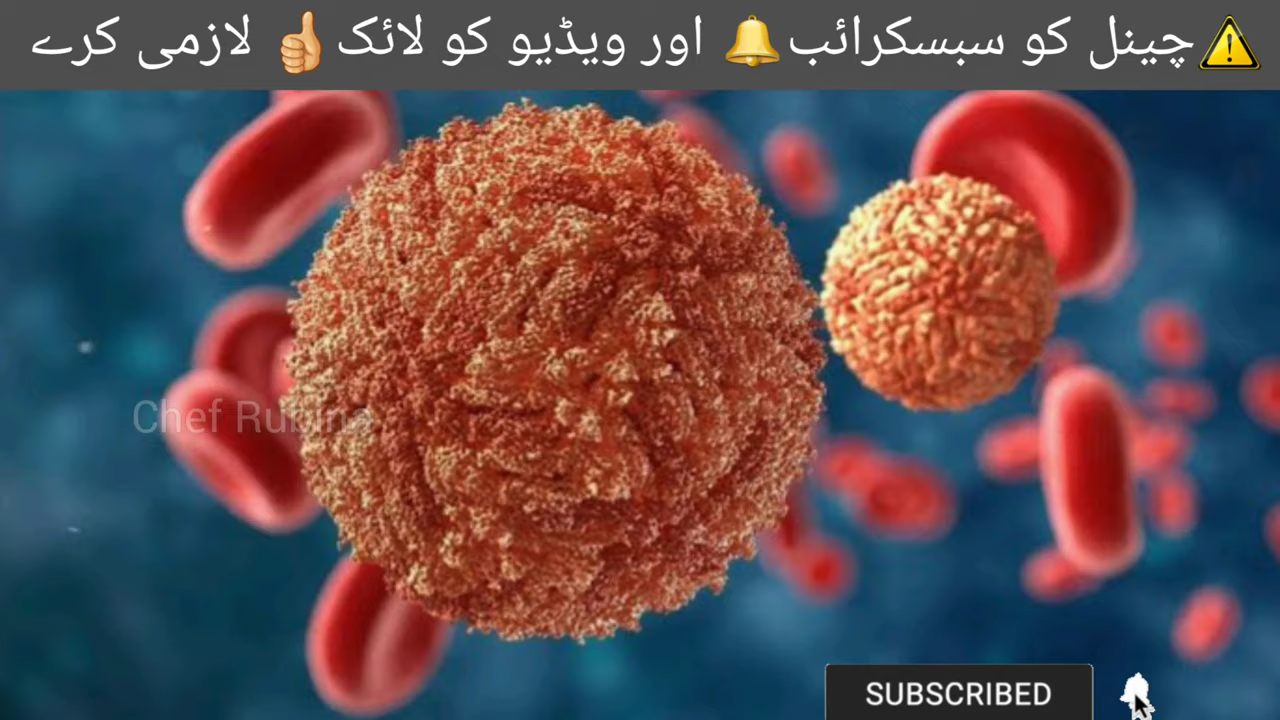 ⚠️چینل کو سبسکرائب🔔 اور ویڈیو کو لائک👍 لازمی کرے
Chef Rubina
SUBSCRIBED